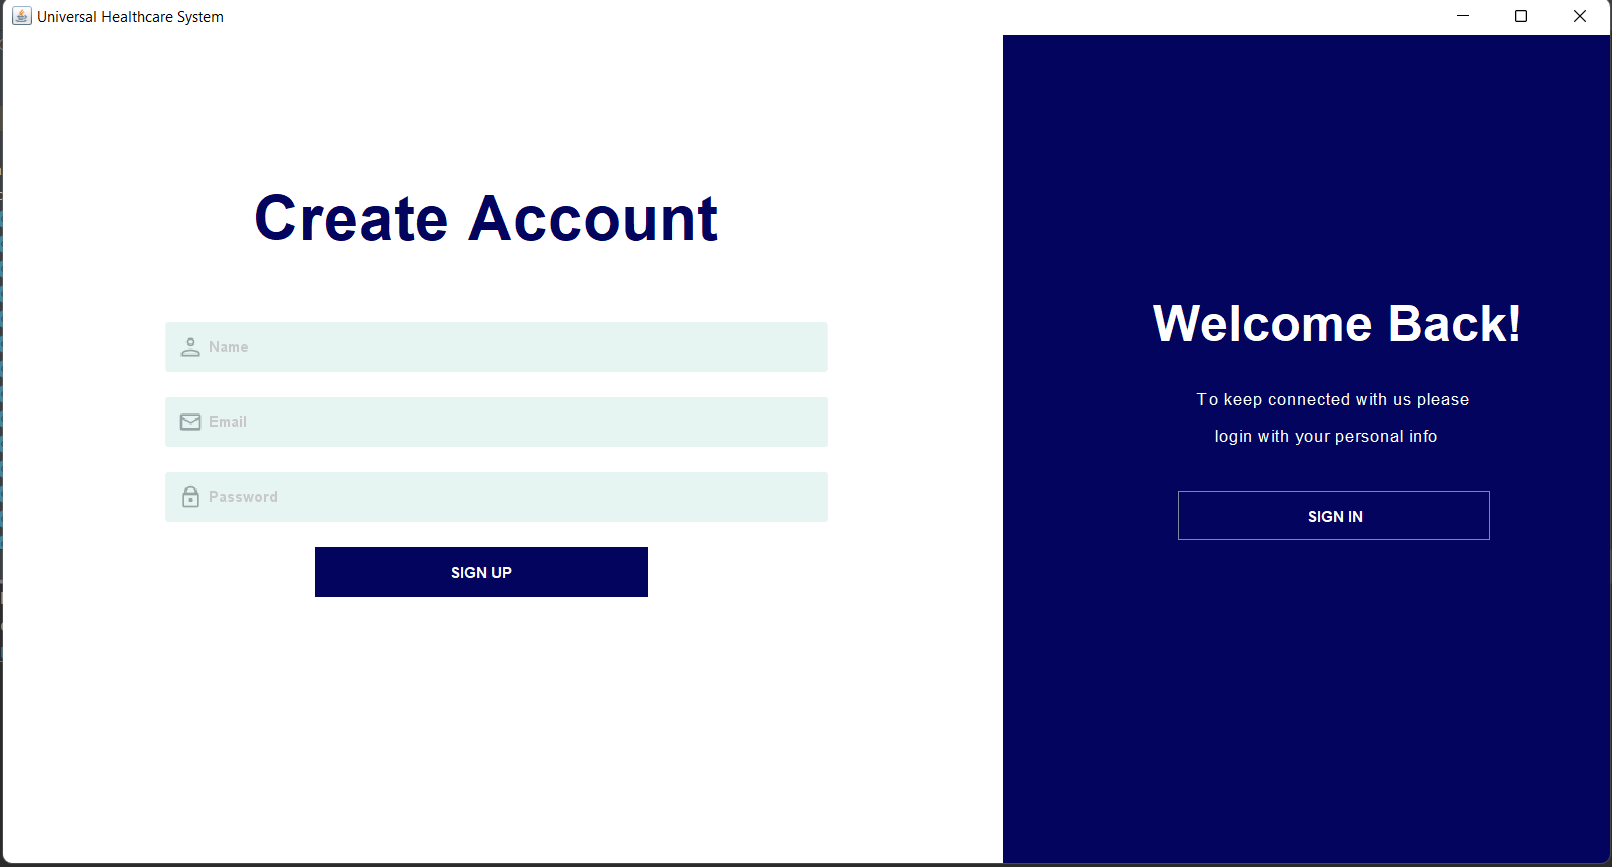 Universal Healthcare System
Create Account
Name
Email
Password
SIGN UP
Welcome Back!
To keep connected with us please
login with your personal info
SIGN IN